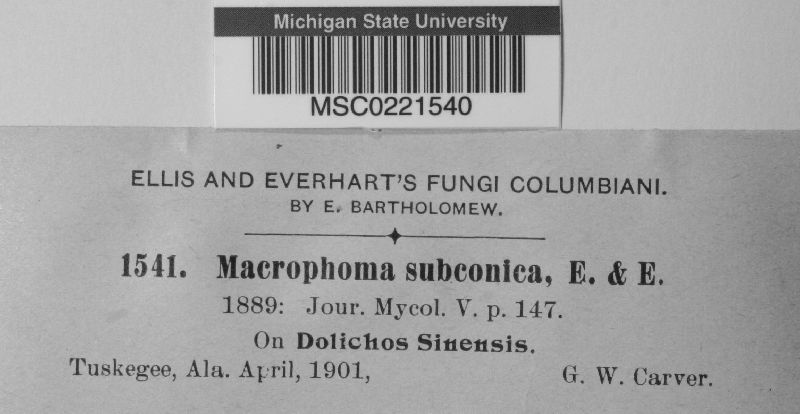 Michigan State University
MSC0221540
ELLIS AND EVERHART'S FUNGI COLUMBIANI.
BY E. BARTHOLOMEW.
1541. Macrophoma subconica, E. & E.
1889: Jour. Mycol. V. p. 147.
On Dolichos Sinensis.
Tuskegee, Ala. April, 1901, G. W. Carver.